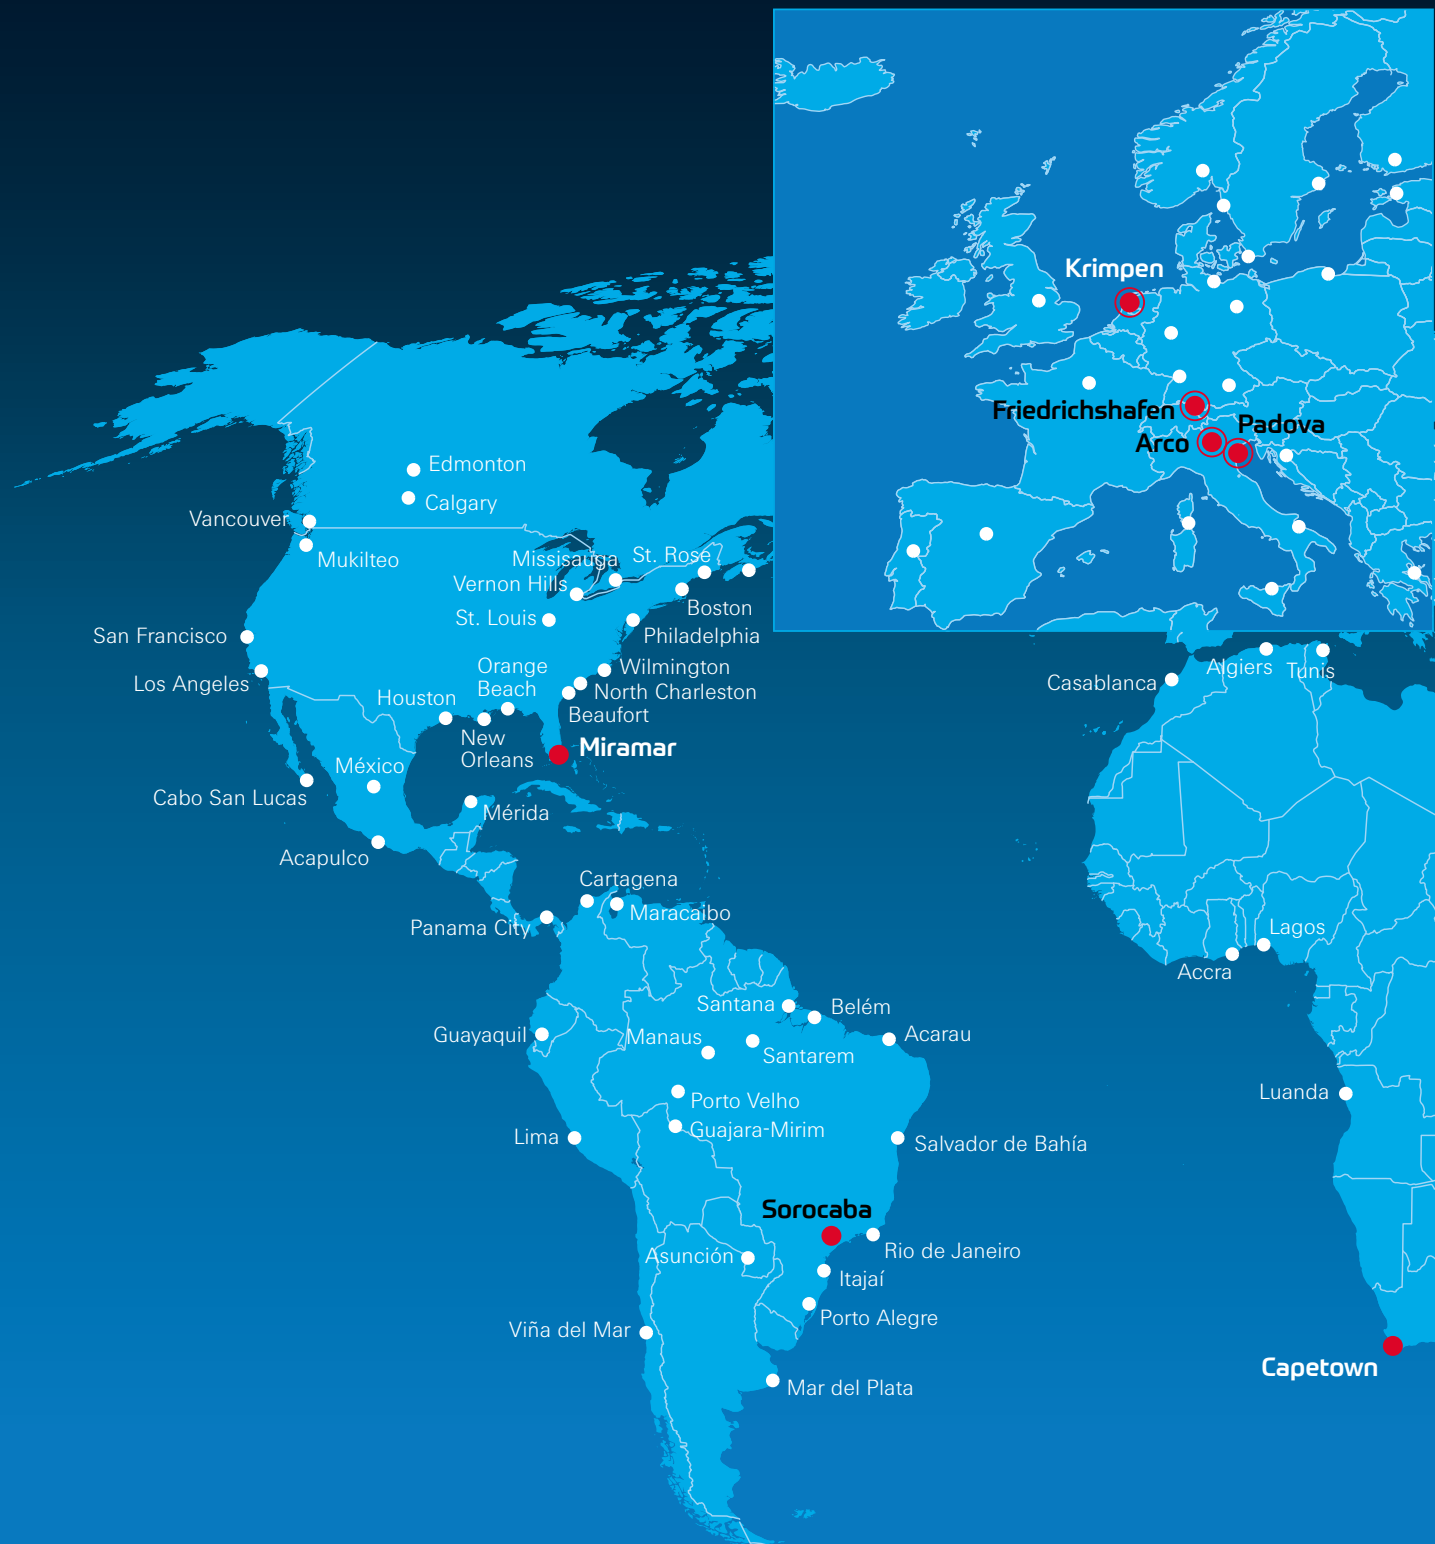 Krimpen
Friedrichshafen
Padova
Arco
Edmonton
Calgary
Vancouver
Mukilteo
Missisauga
St. Rose
Vernon Hills
Boston
St. Louis
Philadelphia
San Francisco
Orange
Beach
Wilmington
Los Angeles
North Charleston
Houston
Beaufort
New
Orleans
Miramar
México
Cabo San Lucas
Mérida
Acapulco
Algiers
Tunis
Casablanca
Cartagena
Maracaibo
Panama City
Lagos
Accra
Santana
Belém
Guayaquil
Manaus
Acarau
Santarem
Luanda
Porto Velho
Guajara-Mirim
Lima
Salvador de Bahía
Sorocaba
Asunción
Rio de Janeiro
Itajaí
Porto Alegre
Viña del Mar
Capetown
Mar del Plata